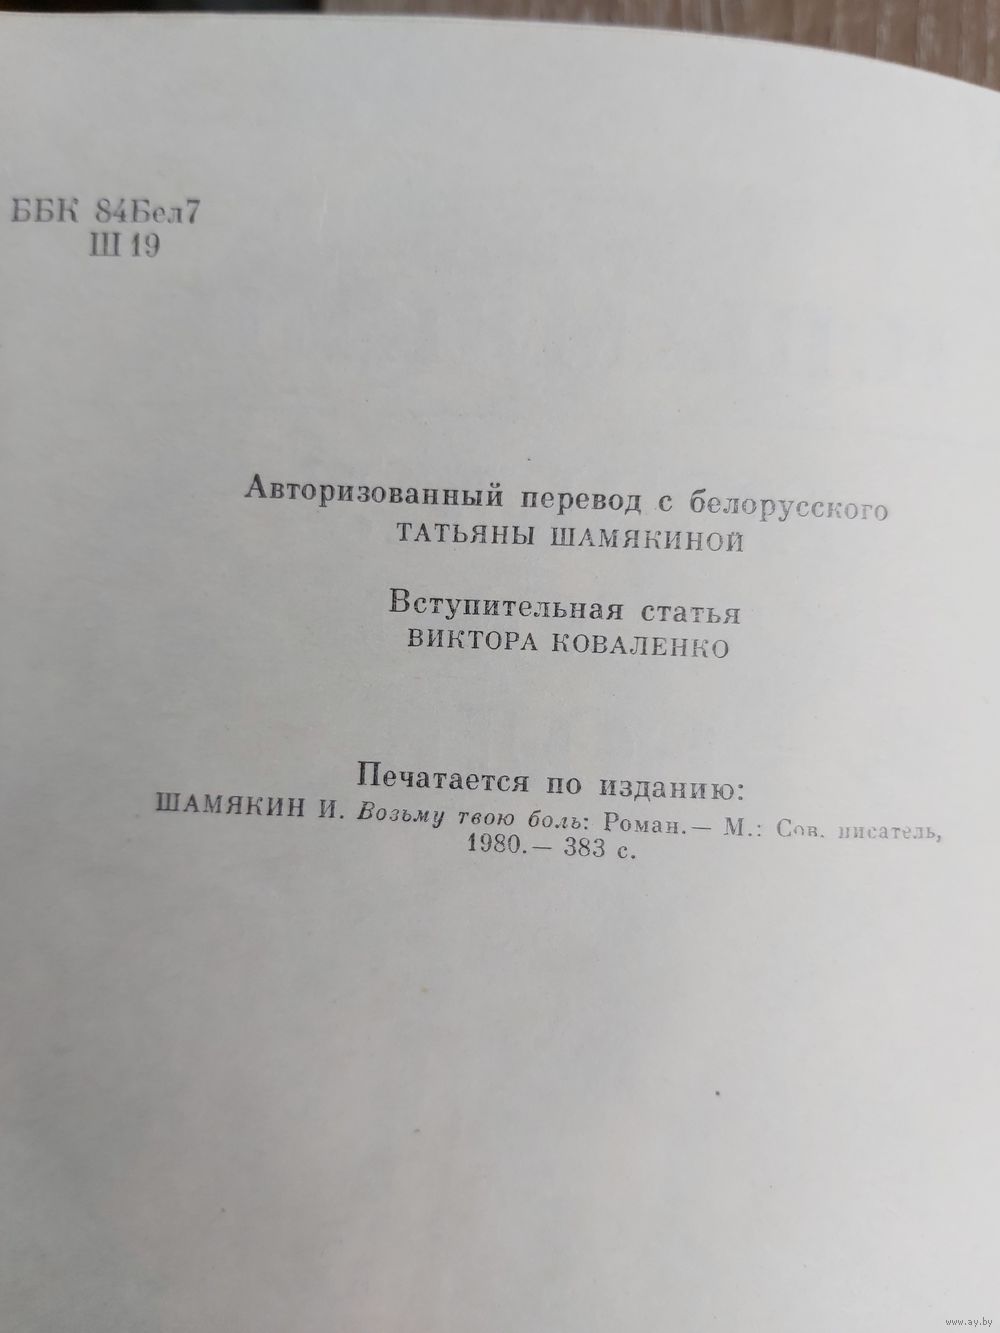 ББК 84Бел7
Ш 19
Авторизованный перевод с белорусского
ТАТЬЯНЫ ШАМЯКИНОЙ
Вступительная статья
ВИКТОРА КОВАЛЕНКО
Печатается по изданию:
ШАМЯКИН И. Возьму твою боль: Роман.— М.: Сов. писатель,
1980.— 383 с.
www.ay.by